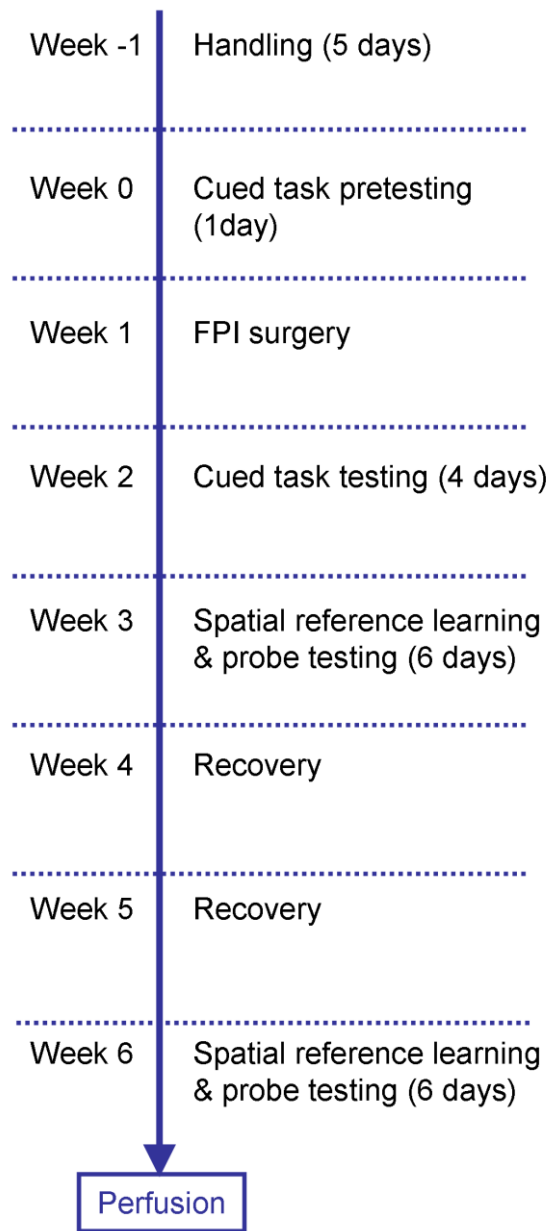 Week -1 Handling (5 days)
Week 0 Cued task pretesting
(1day)
Week 1 FPI surgery
Week 2 Cued task testing (4 days)
Week 3 Spatial reference learning
& probe testing (6 days)
Week 4 Recovery
Week 5 Recovery
Week 6 Spatial reference learning
& probe testing (6 days)
Perfusion